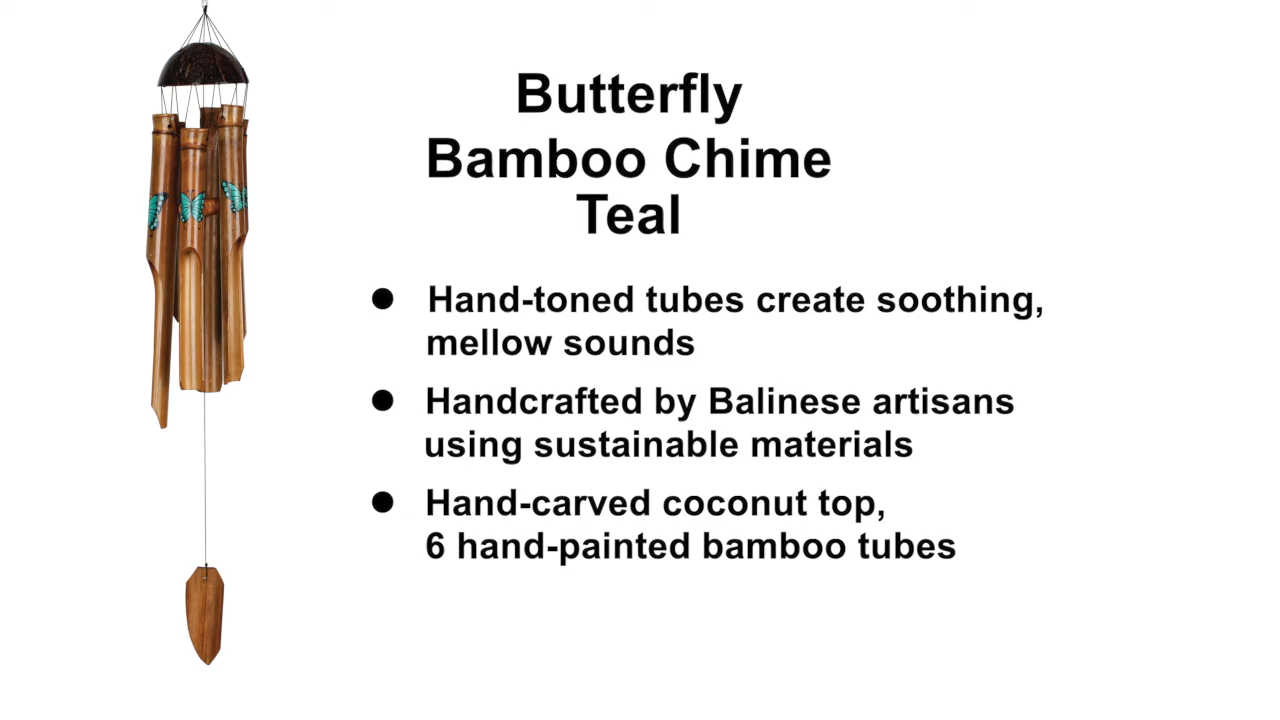 Butterfly
Bamboo Chime
Teal
● Hand-toned tubes create soothing,
mellow sounds
● Handcrafted by Balinese artisans
using sustainable materials
● Hand-carved coconut top,
6 hand-painted bamboo tubes